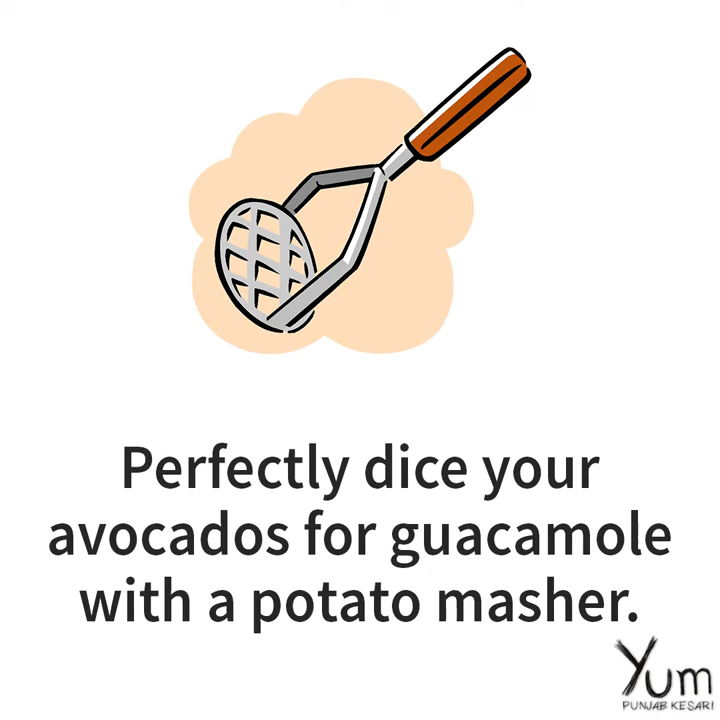 Perfectly dice your
avocados for guacamole
with a potato masher.
Yum
PUNJAB KESARI